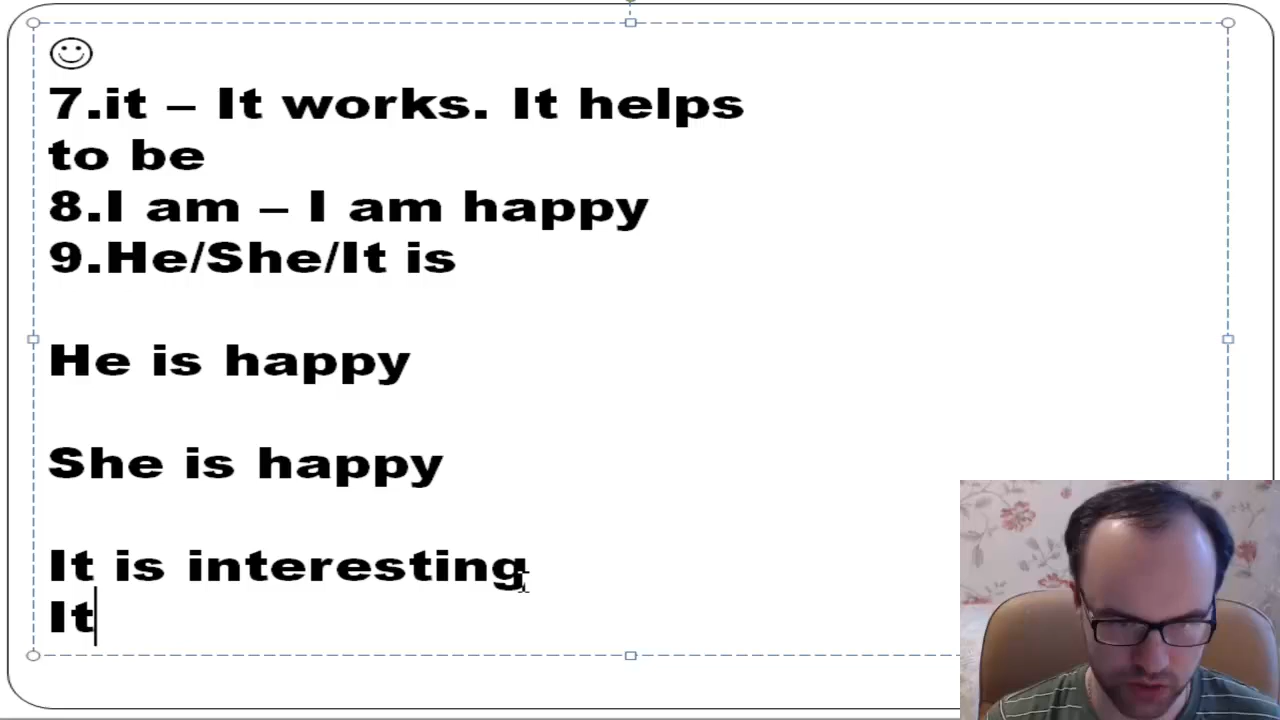 7.it – It works. It helps
to be
8.I am – I am happy
9.He/She/It is
He is happy
She is happy
It is interesting
It